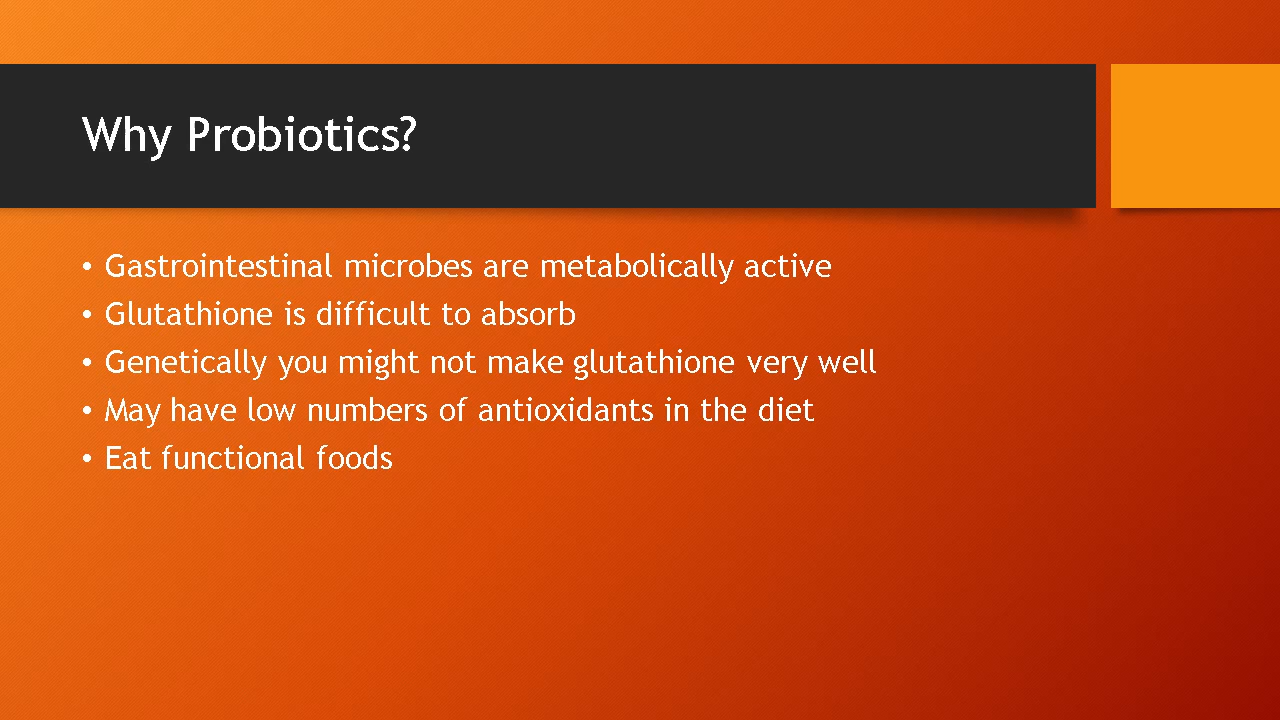 Why Probiotics?
• Gastrointestinal microbes are metabolically active
• Glutathione is difficult to absorb
• Genetically you might not make glutathione very well
• May have low numbers of antioxidants in the diet
• Eat functional foods